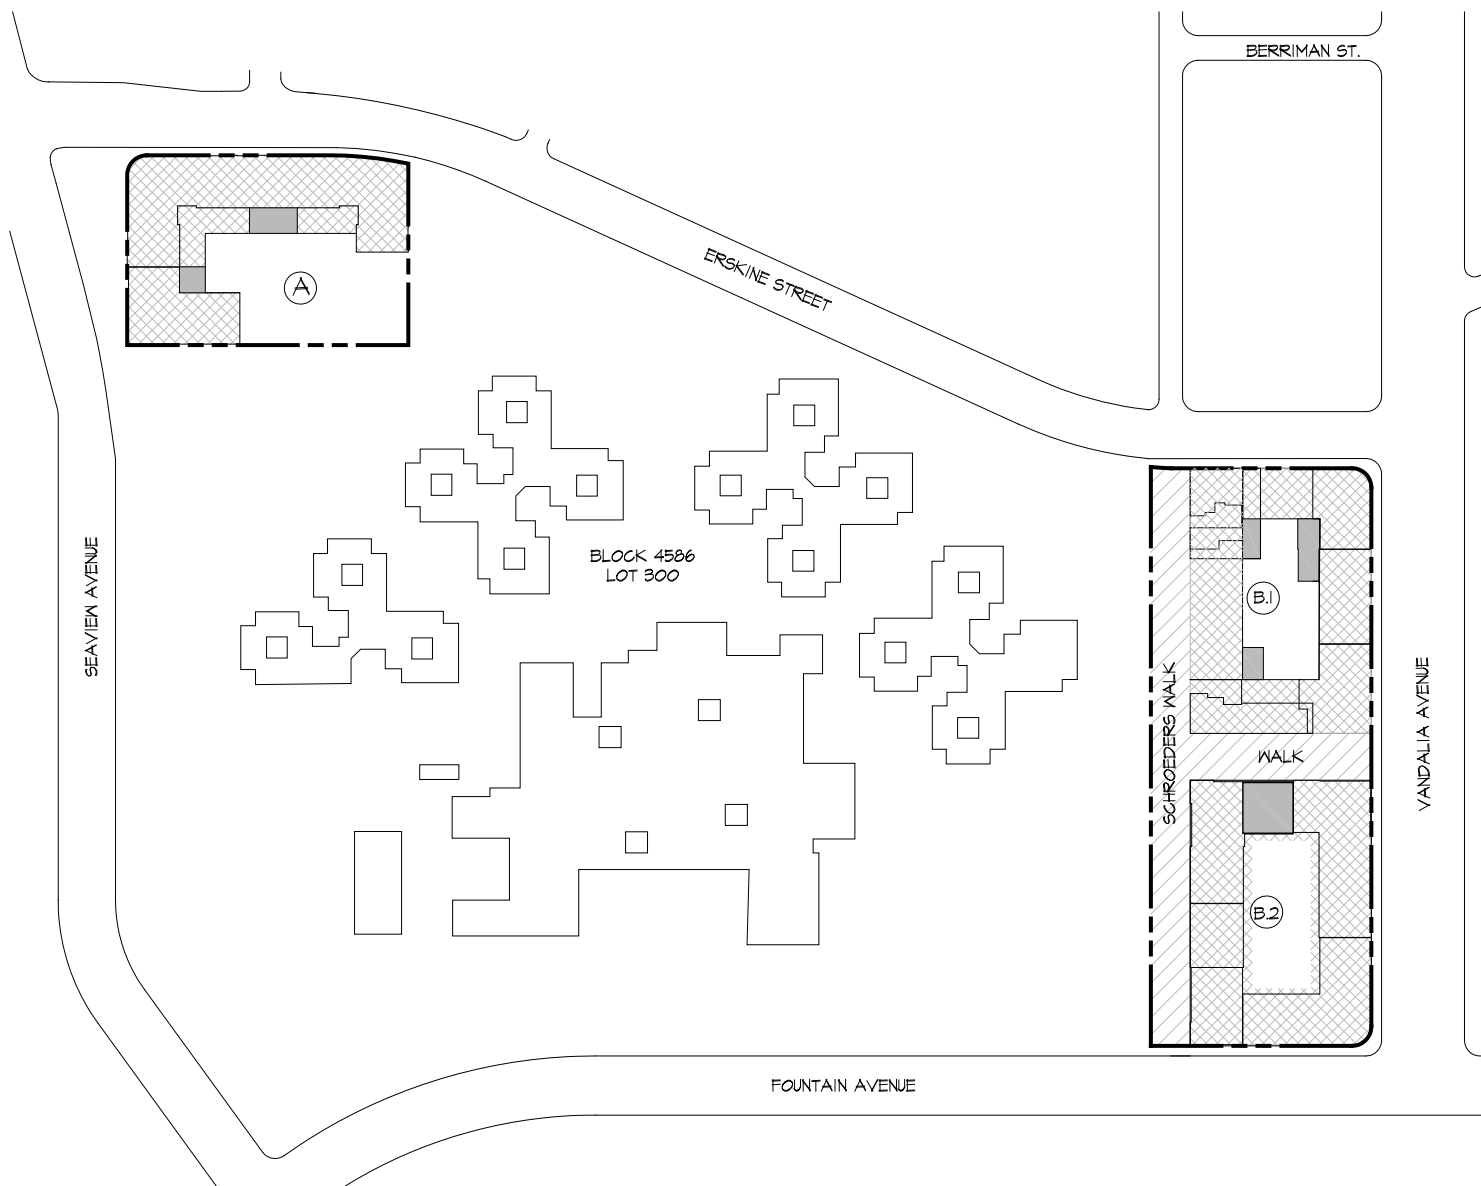 BERRIMAN ST.
ERSKINE STREET
A
BLOCK 4586
LOT 300
SEAVIEW AVENUE
B.1
SCHROEDERS WALK
VANDALIA AVENUE
WALK
B.2
FOUNTAIN AVENUE